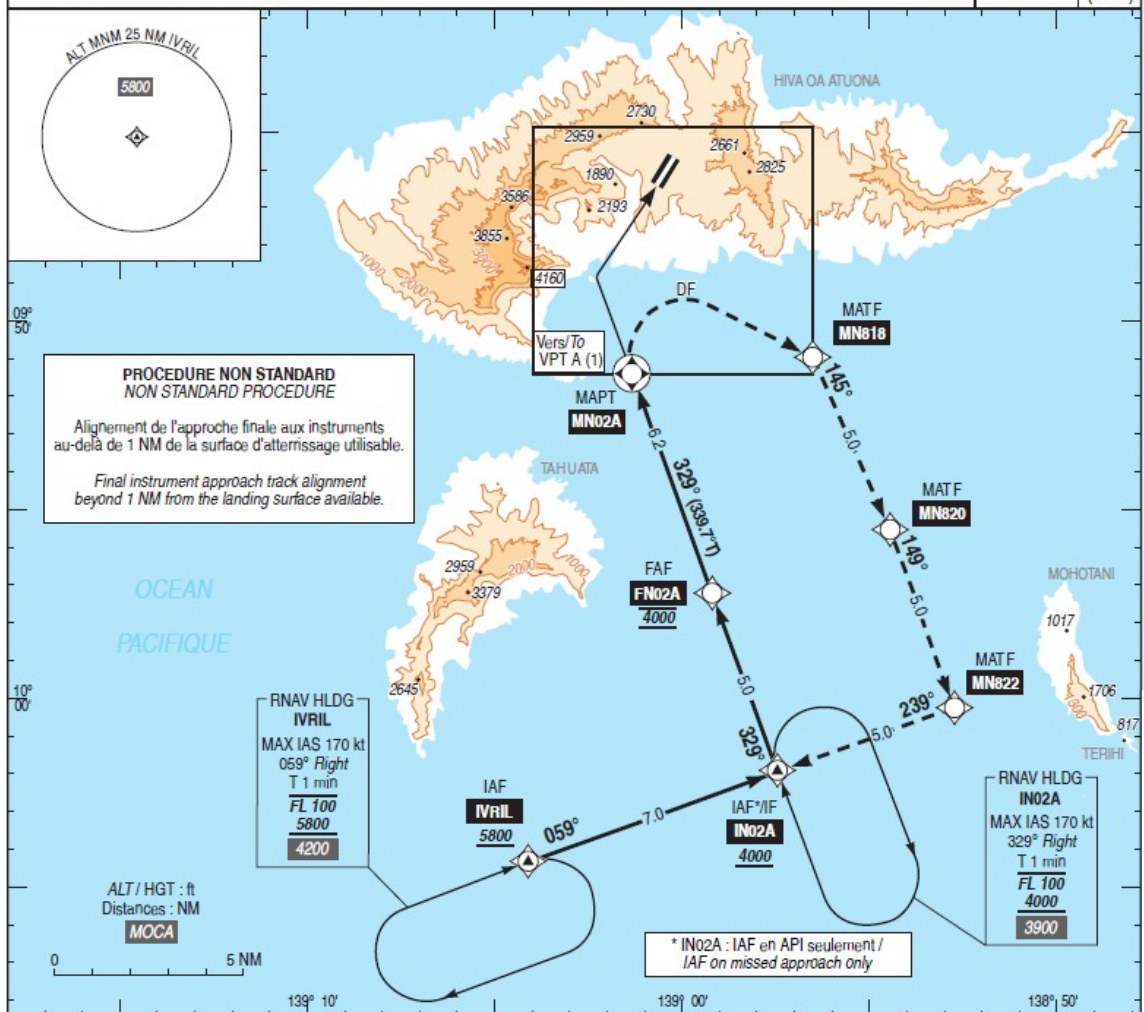 ALT MNM 25 NM IVRIL
5800
HIVA OA ATUONA
2730
2959
2661
2825
1890
2193
3586
3855
3000
4160
1000
2000
DF
MATF
MN818
Vers/To
VPT A (1)
145°
MAPT
MN02A
09°
50'
PROCEDURE NON STANDARD
NON STANDARD PROCEDURE
Alignement de l'approche finale aux instruments
au-delà de 1 NM de la surface d'atterrissage utilisable.
Final instrument approach track alignment
beyond 1 NM from the landing surface available.
6.2
5.0
TAHUATA
329° (339.7°T)
MATF
MN820
149°
2959
2000
1000
3379
FAF
FN02A
4000
5.0
MOHOTANI
1017
OCEAN
PACIFIQUE
2645
MATF
MN822
1706
1300
817
TERIHI
10°
00'
5.0
239°
5.0
329°
RNAV HLDG
IVRIL
MAX IAS 170 kt
059° Right
T 1 min
FL 100
5800
4200
IAF
IVRIL
5800
059°
7.0
IAF*/IF
IN02A
4000
RNAV HLDG
IN02A
MAX IAS 170 kt
329° Right
T 1 min
FL 100
4000
3900
ALT / HGT : ft
Distances : NM
MOCA
0 5 NM
* IN02A : IAF en API seulement /
IAF on missed approach only
139° 10'
139° 00'
138° 50'